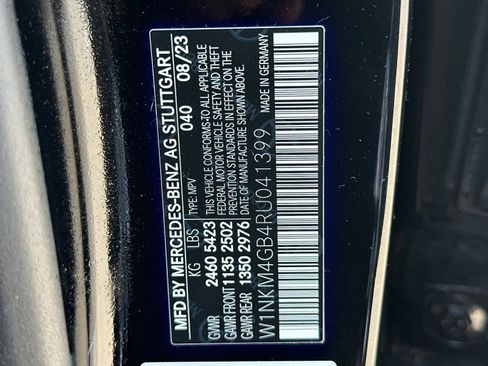 MFD BY MERCEDES-BENZ AG STUTTGART
040 08/23
KG LBS TYPE: MPV
GVWR 2460 5423 THIS VEHICLE CONFORMS TO ALL APPLICABLE
GAWR FRONT 1135 2502 FEDERAL MOTOR VEHICLE SAFETY AND THEFT
GAWR REAR 1350 2976 PREVENTION STANDARDS IN EFFECT ON THE
DATE OF MANUFACTURE SHOWN ABOVE.
W1NKM4GB4RU041399 MADE IN GERMANY